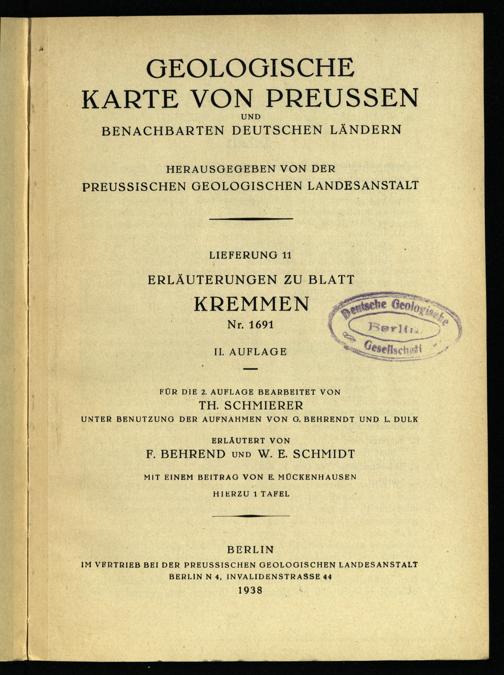 GEOLOGISCHE
KARTE VON PREUSSEN
UND
BENACHBARTEN DEUTSCHEN LÄNDERN
HERAUSGEGEBEN VON DER
PREUSSISCHEN GEOLOGISCHEN LANDESANSTALT
LIEFERUNG 11
ERLÄUTERUNGEN ZU BLATT
KREMMEN
Nr. 1691
Deutsche Geologische
Berlin.
Gesellschaft
II. AUFLAGE
FÜR DIE 2. AUFLAGE BEARBEITET VON
TH. SCHMIERER
UNTER BENUTZUNG DER AUFNAHMEN VON G. BEHRENDT UND L. DULK
ERLÄUTERT VON
F. BEHREND UND W. E. SCHMIDT
MIT EINEM BEITRAG VON E. MÜCKENHAUSEN
HIERZU 1 TAFEL
BERLIN
IM VERTRIEB BEI DER PREUSSISCHEN GEOLOGISCHEN LANDESANSTALT
BERLIN N 4, INVALIDENSTRASSE 44
1938